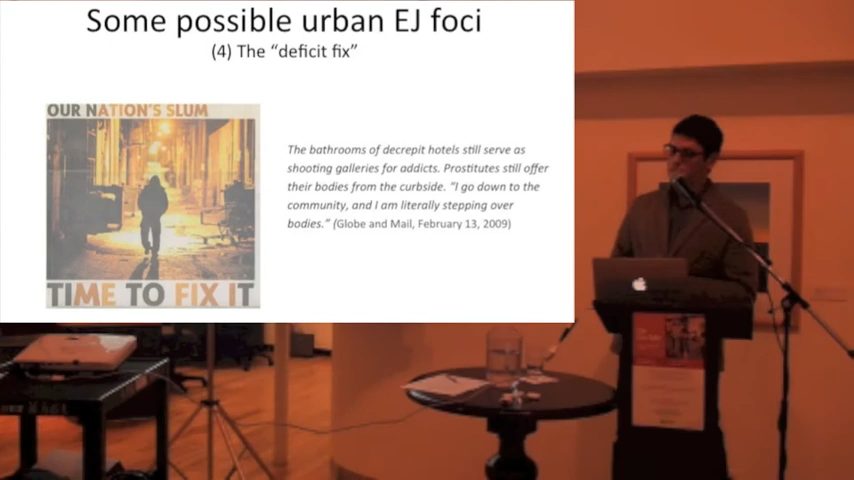 Some possible urban EJ foci
(4) The “deficit fix”
OUR NATION'S SLUM
TIME TO FIX IT
The bathrooms of decrepit hotels still serve as
shooting galleries for addicts. Prostitutes still offer
their bodies from the curbside. “I go down to the
community, and I am literally stepping over
bodies.” (Globe and Mail, February 13, 2009)